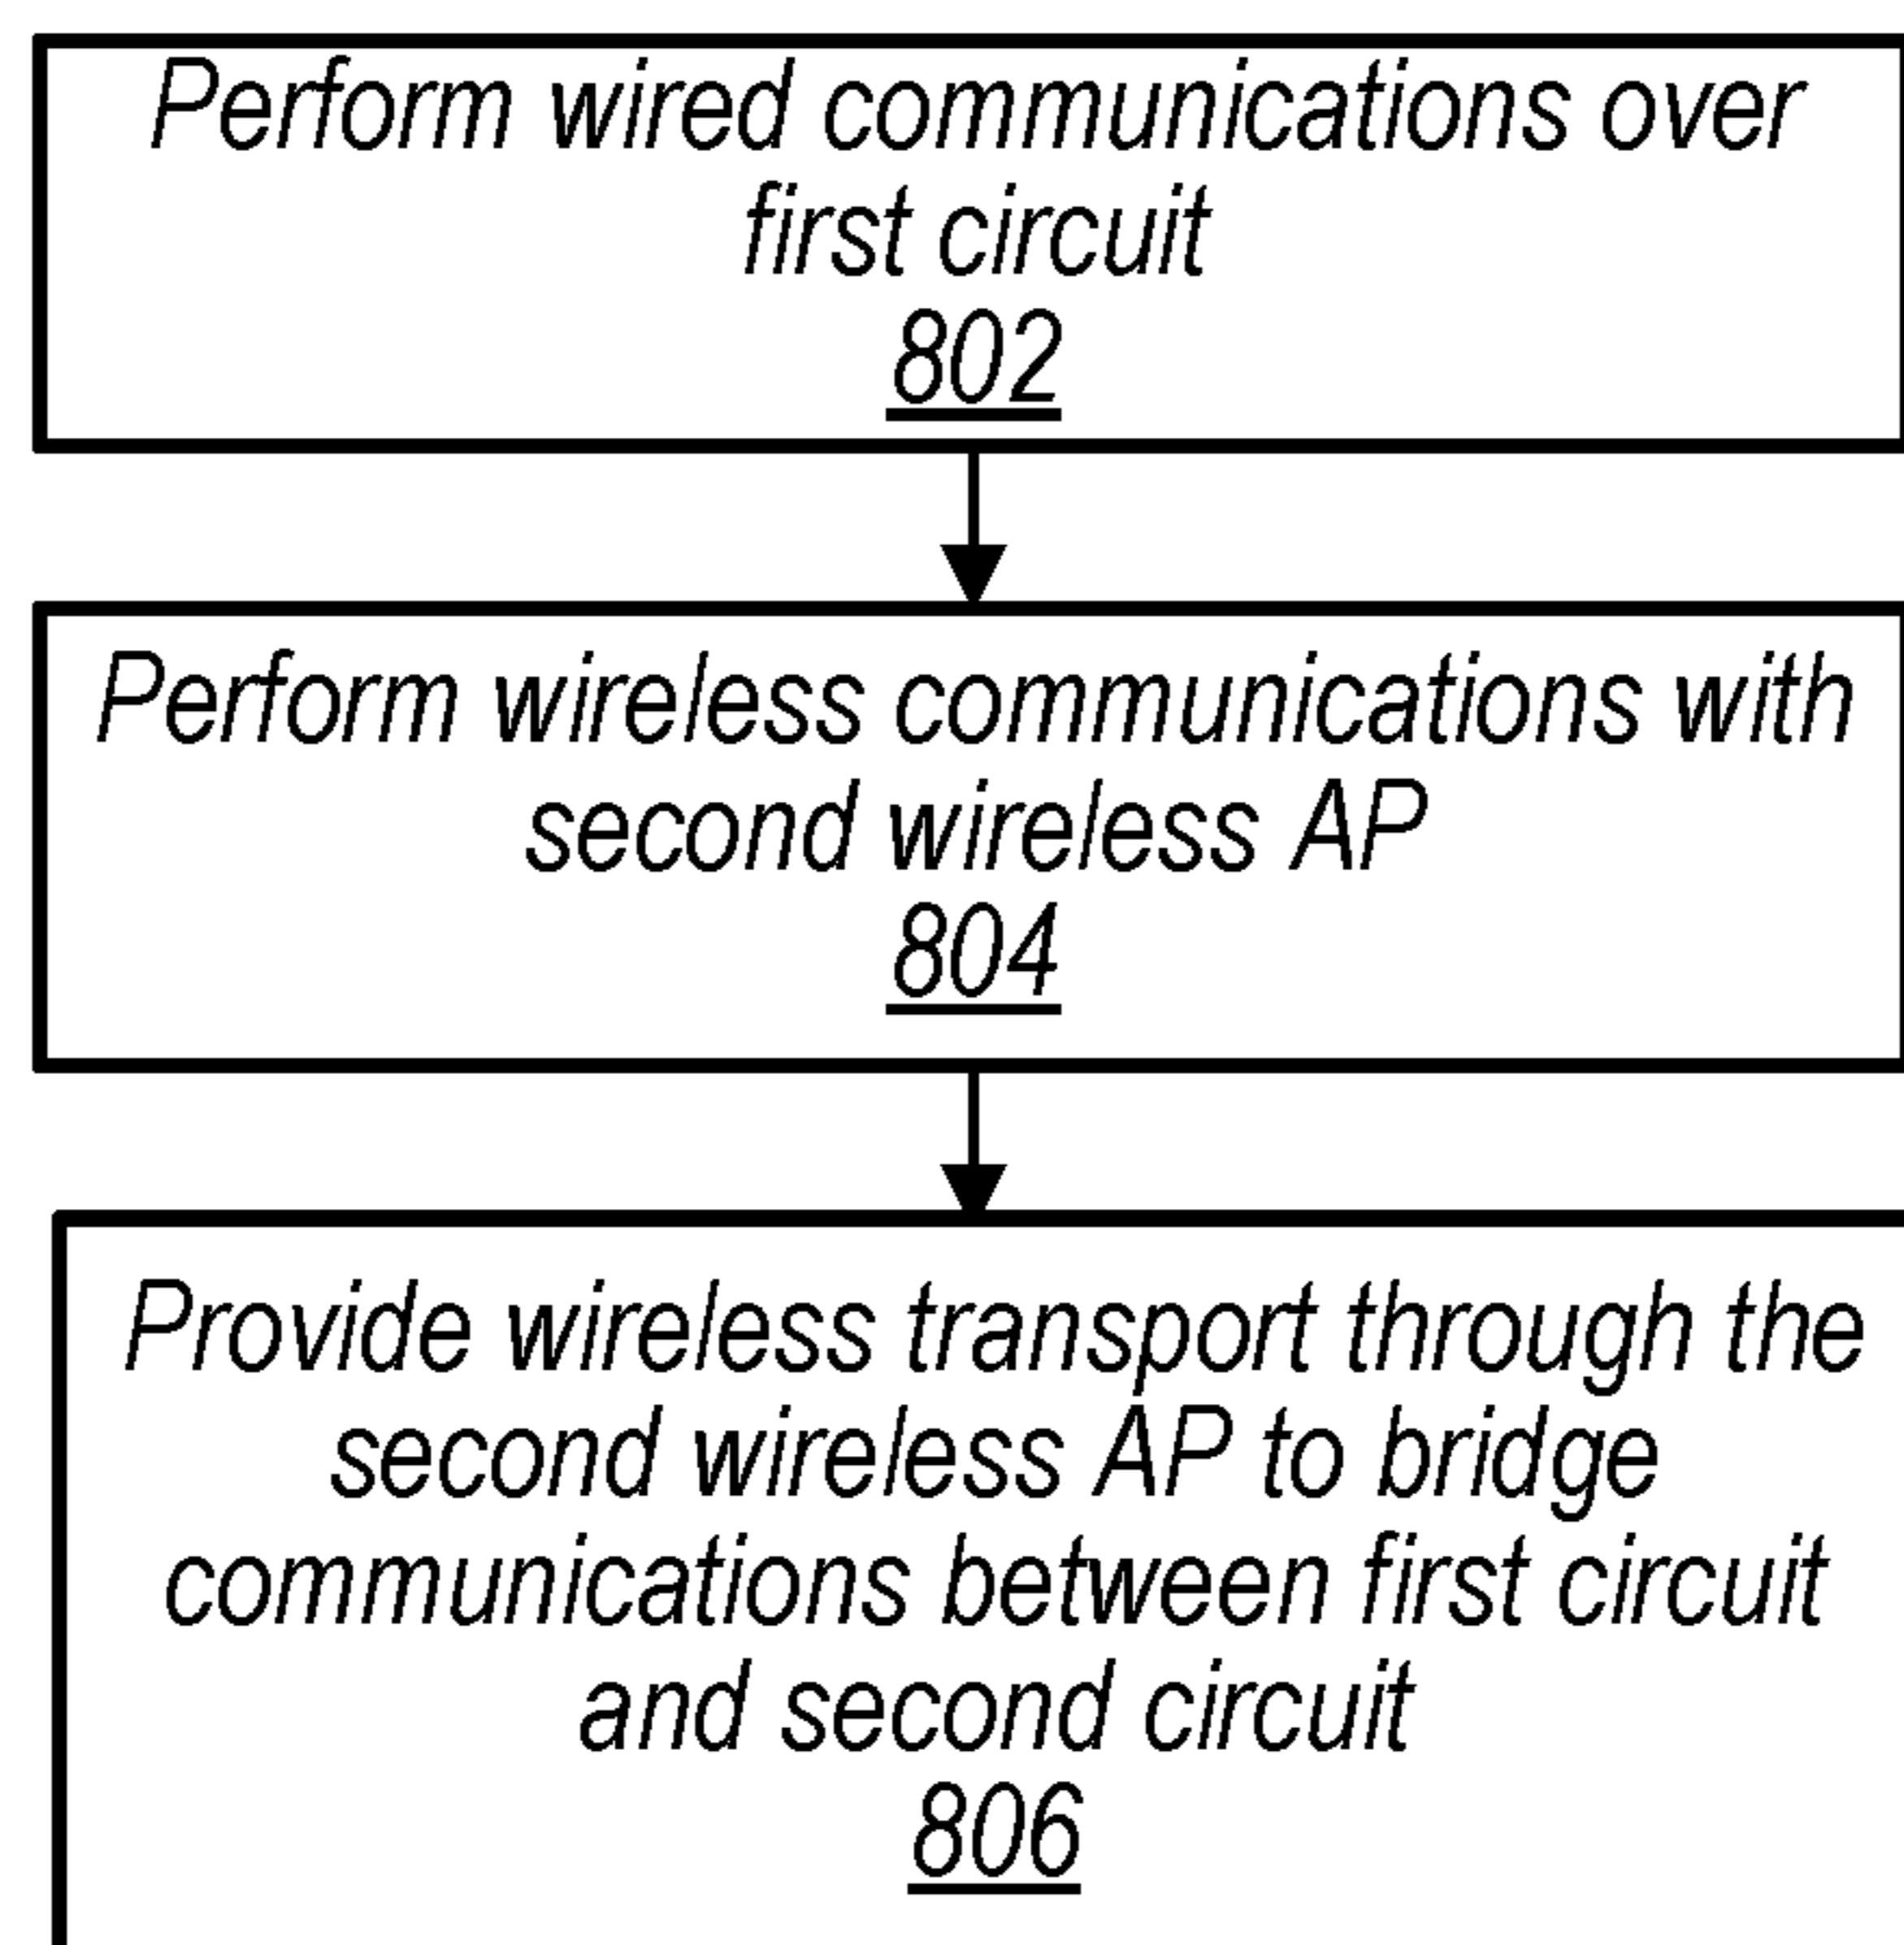 Perform wired communications over
first circuit
802
Perform wireless communications with
second wireless AP
804
Provide wireless transport through the
second wireless AP to bridge
communications between first circuit
and second circuit
806